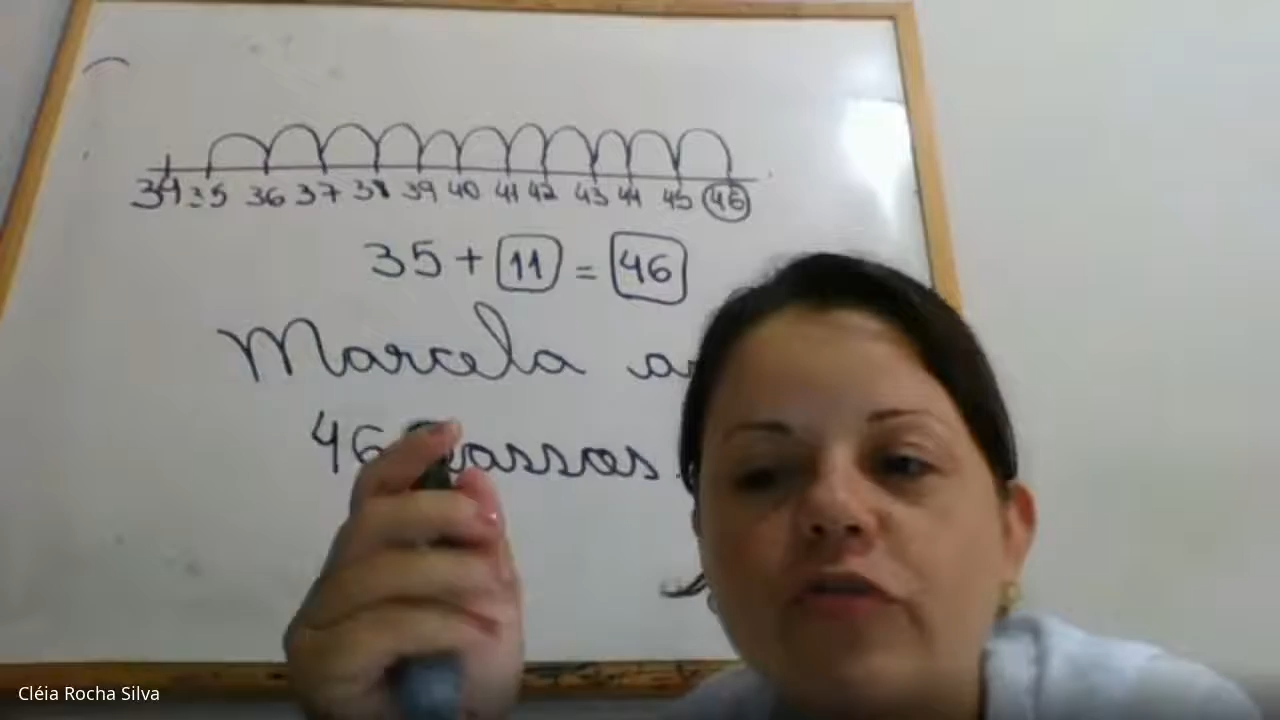 34 35 36 37 38 39 40 41 42 43 44 45 46
35 + 11 = 46
Marcela
46 passos.
Cléia Rocha Silva